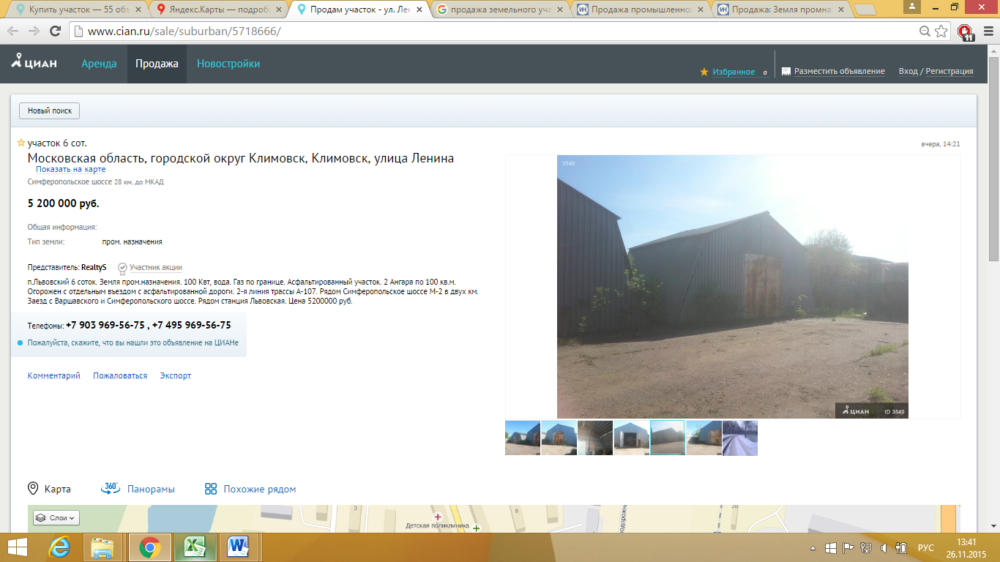 Купить участок — 55 объ
Яндекс.Карты — подроб
Продам участок - ул. Лен
продажа земельного уча
Продажа промышленно
Продажа: Земля промна
www.cian.ru/sale/suburban/5718666/
11
ЦИАН
Аренда
Продажа
Новостройки
Избранное 0
Разместить объявление
Вход / Регистрация
Новый поиск
участок 6 сот.
вчера, 14:21
Московская область, городской округ Климовск, Климовск, улица Ленина
Показать на карте
Симферопольское шоссе 28 км. до МКАД
5 200 000 руб.
Общая информация:
Тип земли: пром. назначения
Представитель: RealtyS Участник акции
п.Львовский 6 соток. Земля пром.назначения. 100 Квт, вода. Газ по границе. Асфальтированный участок. 2 Ангара по 100 кв.м.
Огорожен с отдельным въездом с асфальтированной дороги. 2-я линия трассы А-107. Рядом Симферопольское шоссе М-2 в двух км.
Заезд с Варшавского и Симферопольского шоссе. Рядом станция Львовская. Цена 5200000 руб.
Телефоны: +7 903 969-56-75 , +7 495 969-56-75
Пожалуйста, скажите, что вы нашли это объявление на ЦИАНе
Комментарий Пожаловаться Экспорт
3540
ЦИАН ID 3540
Карта
360°
Панорамы
Похожие рядом
Слои
3
8
28
Детская поликлиника
РУС
13:41
26.11.2015